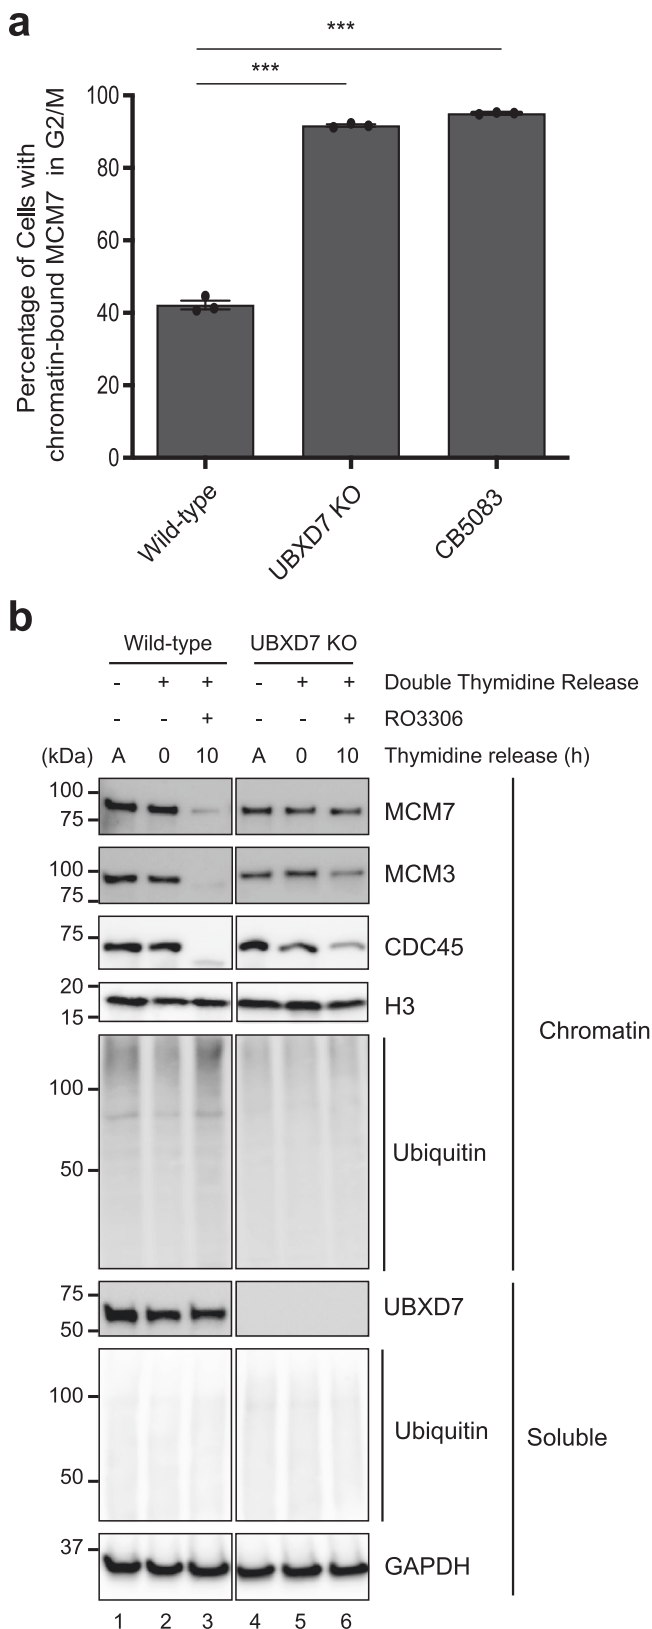 a
***
***
Percentage of Cells with
chromatin-bound MCM7 in G2/M
100
80
60
40
20
0
Wild-type
UBXD7 KO
CB5083
b
Wild-type UBXD7 KO
- + + - + + Double Thymidine Release
- - + - - + RO3306
(kDa) A 0 10 A 0 10 Thymidine release (h)
100
75
MCM7
100
75
MCM3
75
CDC45
20
15
H3
Chromatin
100
50
Ubiquitin
75
50
UBXD7
100
50
Ubiquitin
Soluble
37
GAPDH
1 2 3 4 5 6